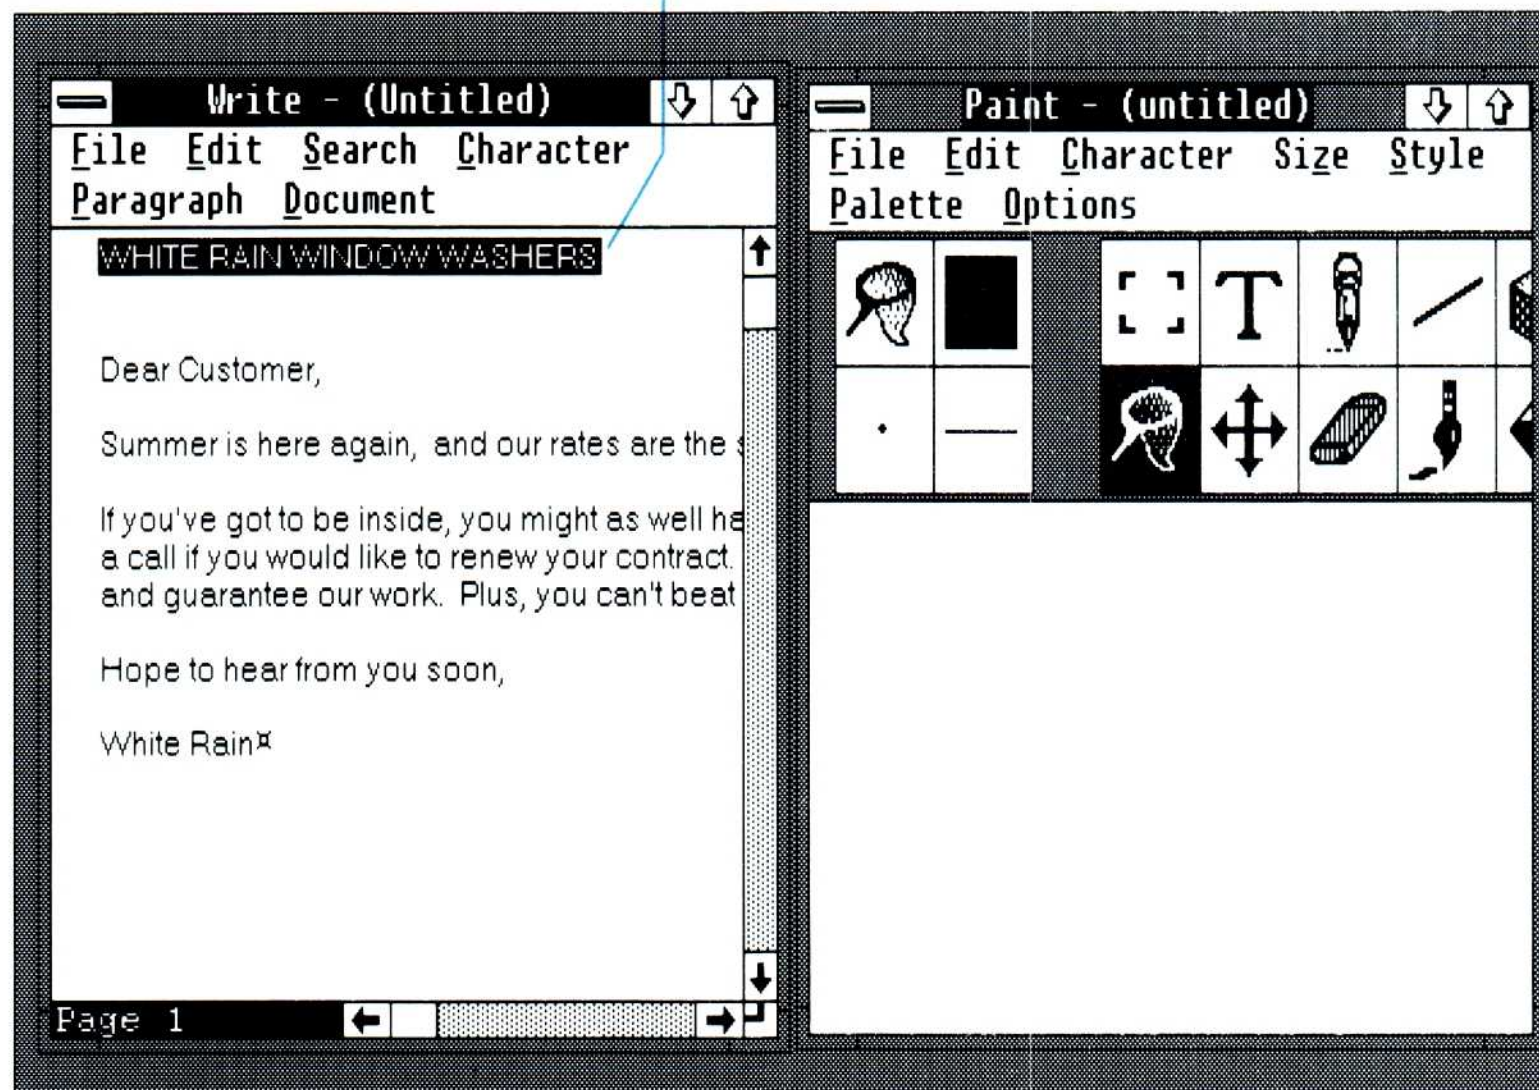 Write - (Untitled)
File Edit Search Character
Paragraph Document
WHITE RAIN WINDOW WASHERS
Dear Customer,
Summer is here again, and our rates are the
If you've got to be inside, you might as well ha
a call if you would like to renew your contract.
and guarantee our work. Plus, you can't beat
Hope to hear from you soon,
White Rain¤
Page 1
Paint - (untitled)
File Edit Character Size Style
Palette Options
T